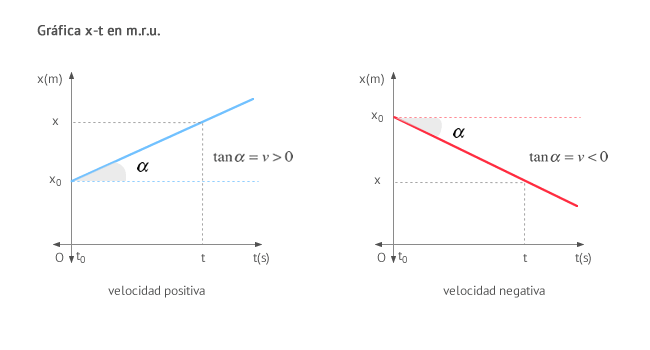 Gráfica x-t en m.r.u.
x(m)
x
x₀
α
tan α = v > 0
O t₀ t t(s)
velocidad positiva
x(m)
x₀
α
tan α = v < 0
x
O t₀ t t(s)
velocidad negativa